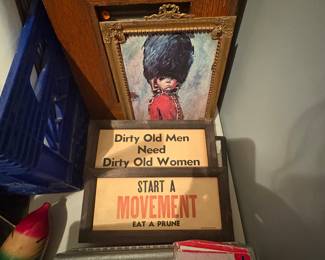 Dirty Old Men
Need
Dirty Old Women
START A
MOVEMENT
EAT A PRUNE